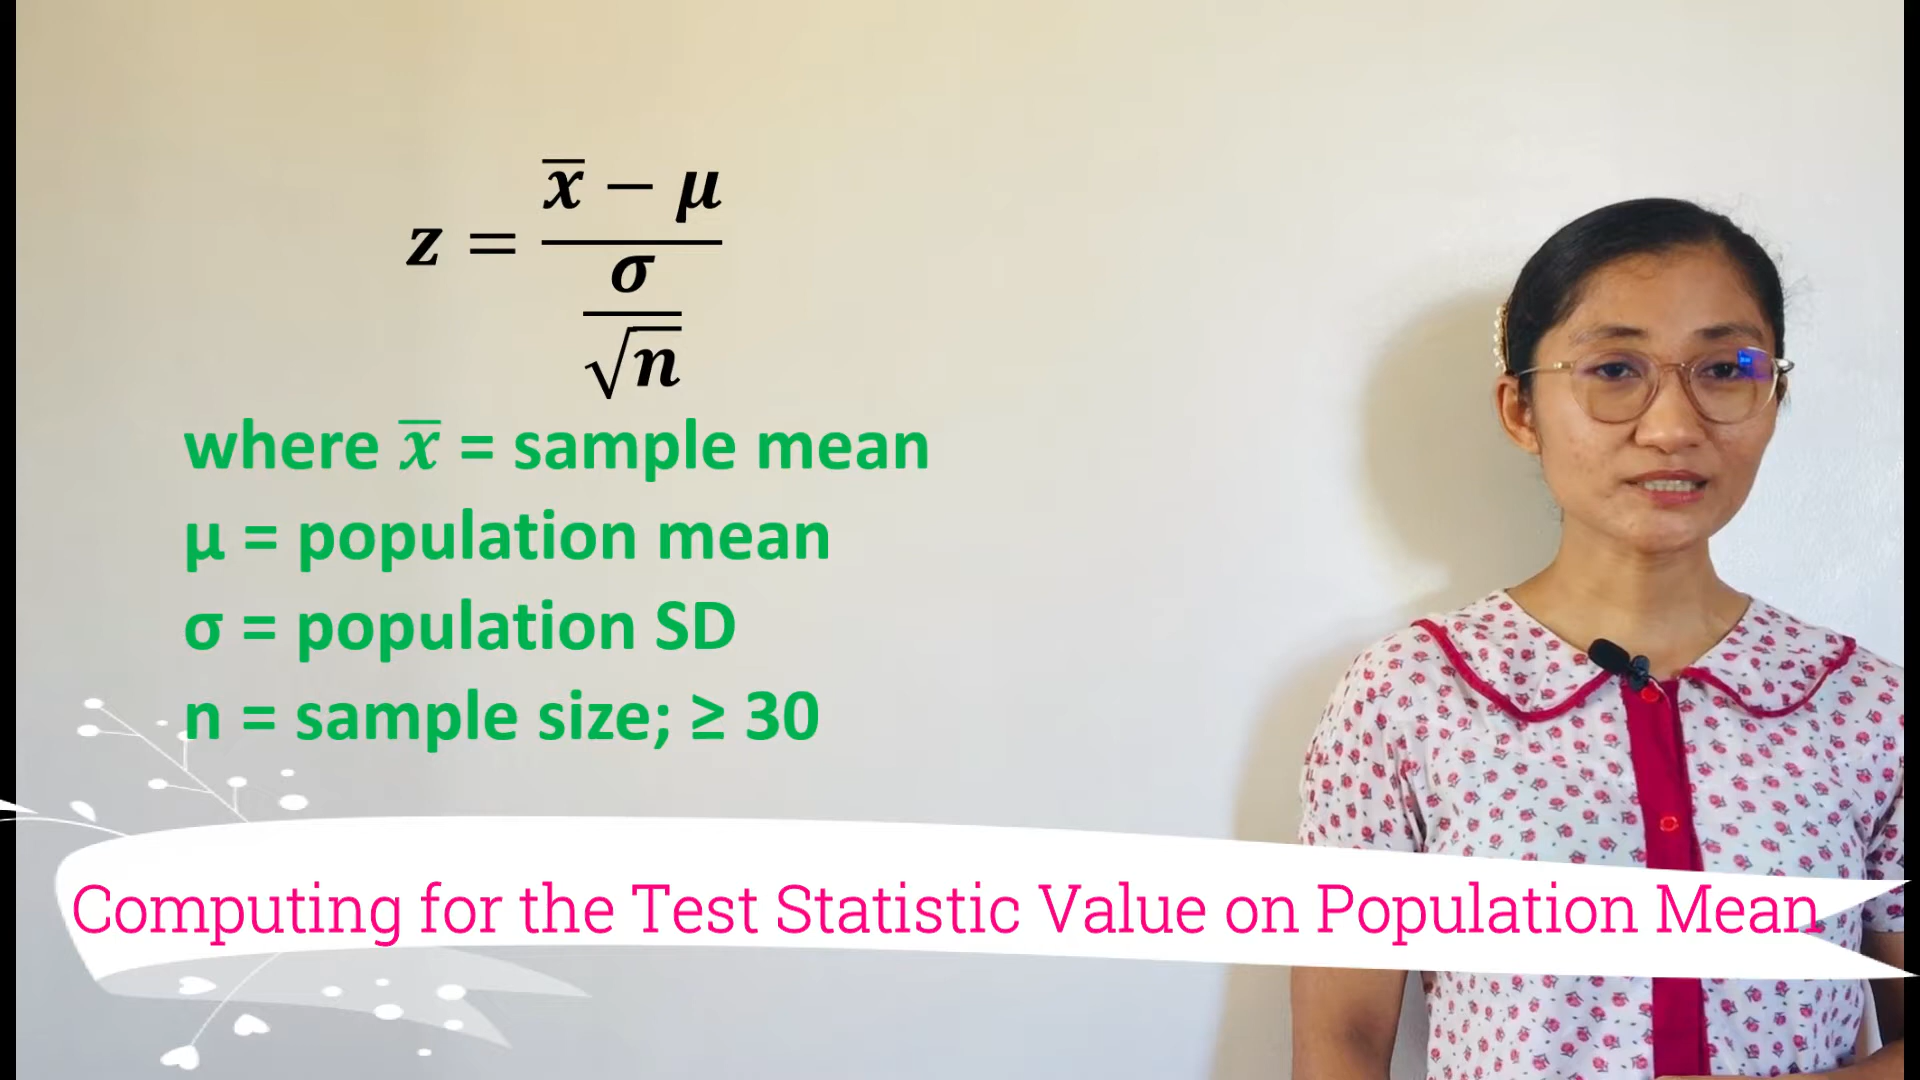 z = (x̄ − μ) / (σ / √n)
where x̄ = sample mean
μ = population mean
σ = population SD
n = sample size; ≥ 30
Computing for the Test Statistic Value on Population Mean